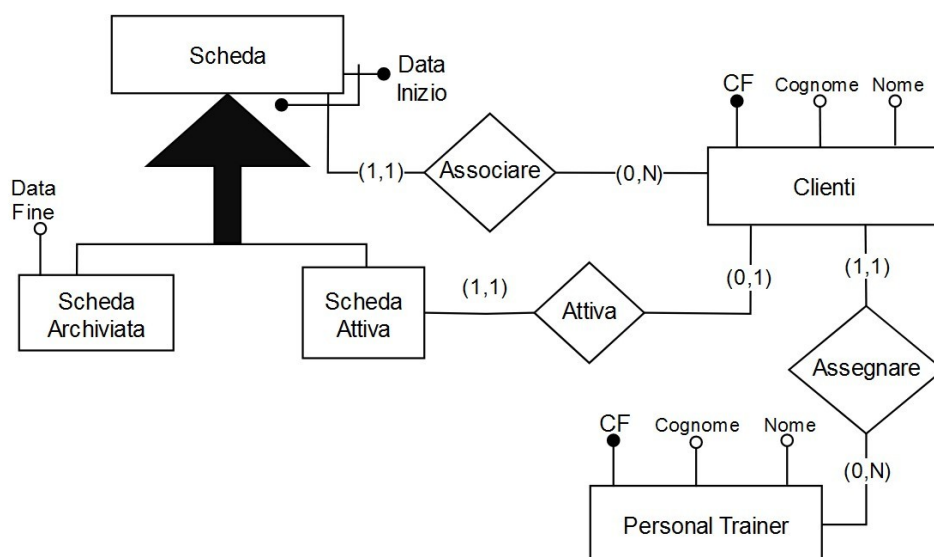 Scheda
Data
Inizio
CF
Cognome
Nome
(1,1)
Associare
(0,N)
Clienti
Data
Fine
Scheda
Archiviata
Scheda
Attiva
(1,1)
Attiva
(0,1)
(1,1)
Assegnare
CF
Cognome
Nome
(0,N)
Personal Trainer